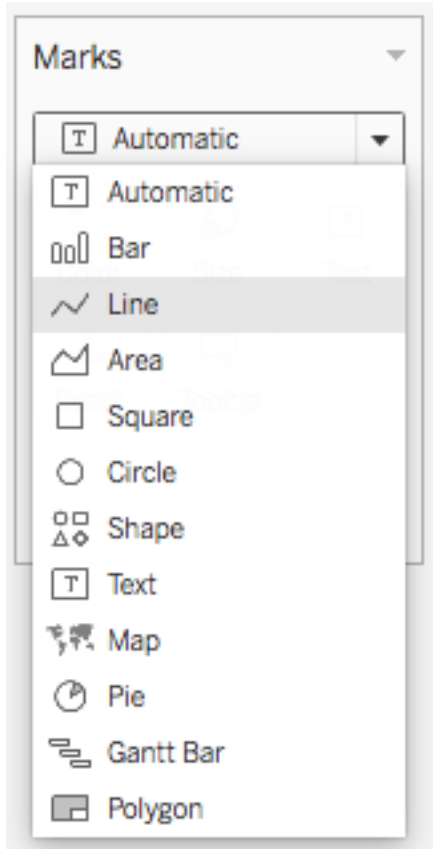 Marks
Automatic
Automatic
Bar
Line
Area
Square
Circle
Shape
Text
Map
Pie
Gantt Bar
Polygon